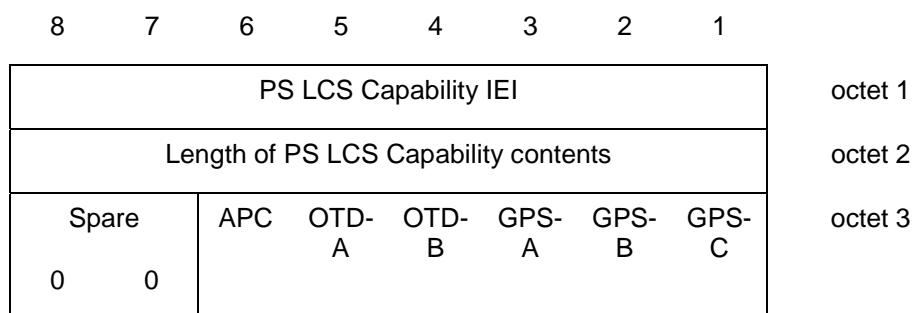 8 7 6 5 4 3 2 1
PS LCS Capability IEI octet 1
Length of PS LCS Capability contents octet 2
Spare APC OTD- OTD- GPS- GPS- GPS- octet 3
A B A B C
0 0